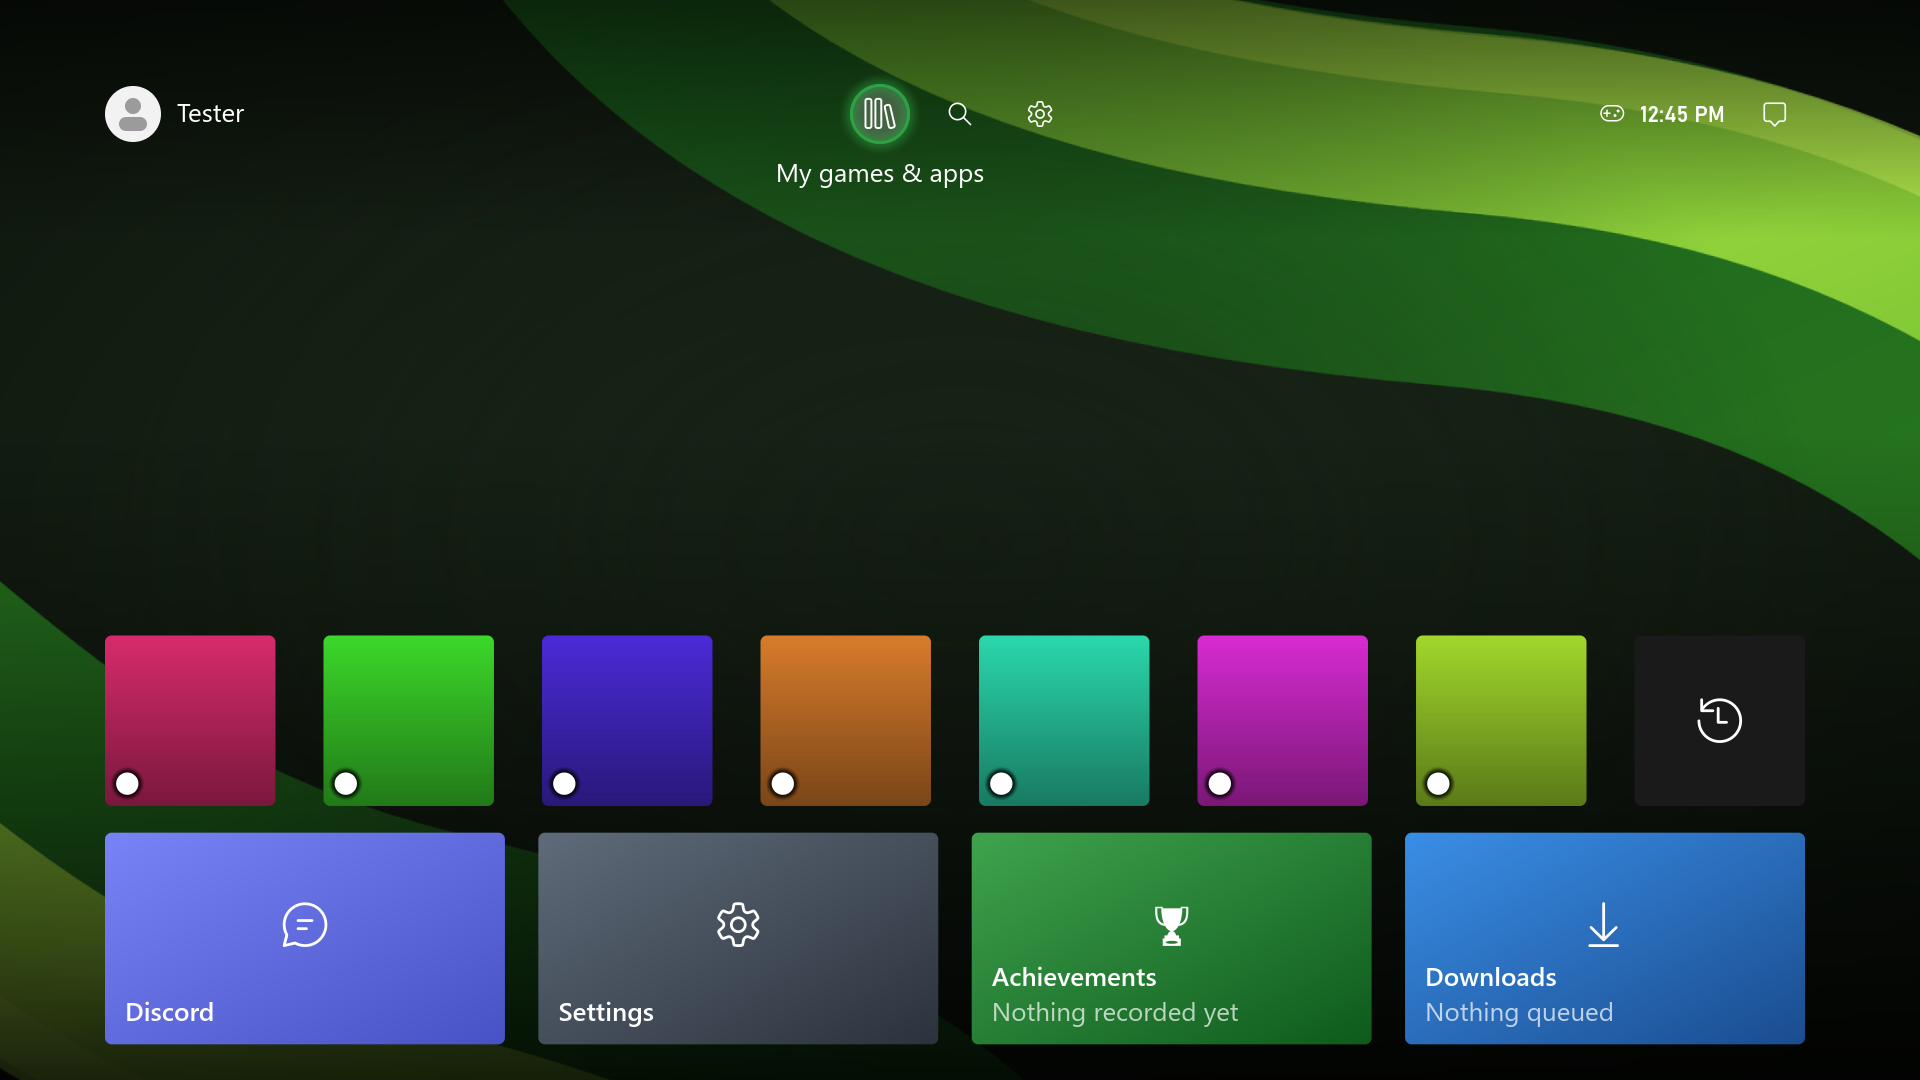 Tester
12:45 PM
My games & apps
Discord
Settings
Achievements
Nothing recorded yet
Downloads
Nothing queued